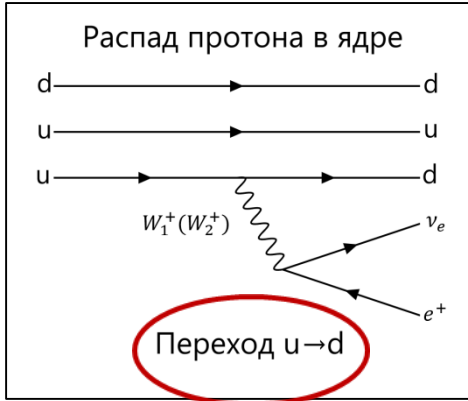 Распад протона в ядре
d d
u u
u d
W₁⁺(W₂⁺)
νₑ
e⁺
Переход u→d